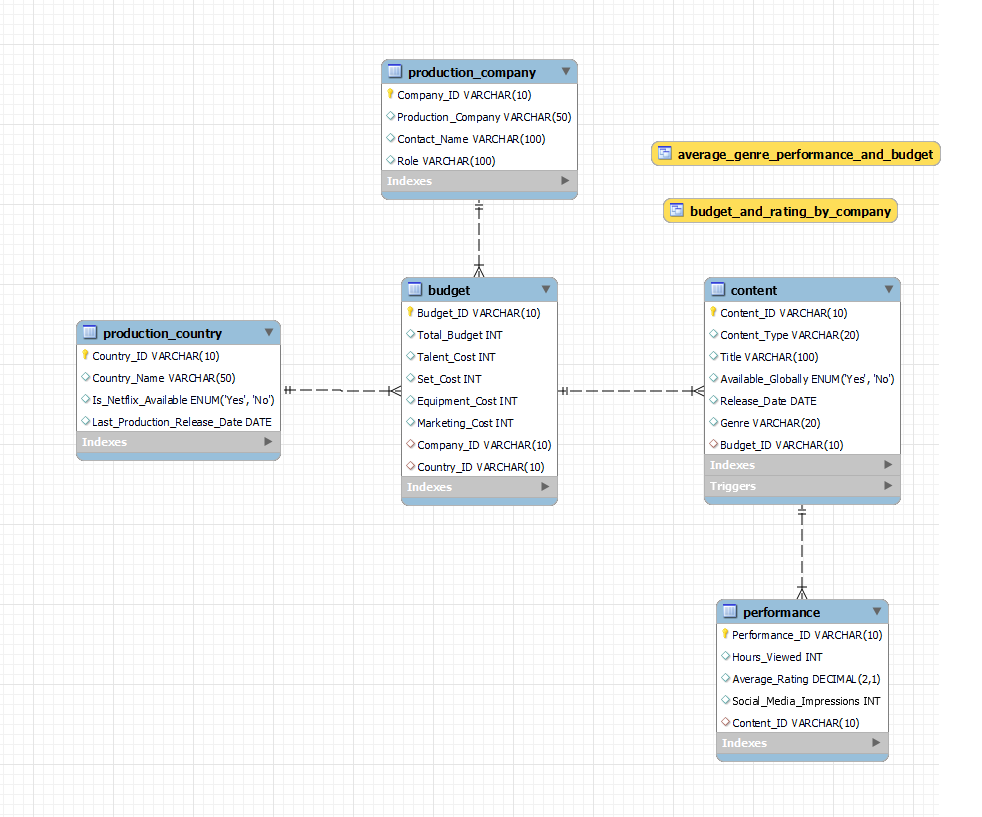 production_company
Company_ID VARCHAR(10)
Production_Company VARCHAR(50)
Contact_Name VARCHAR(100)
Role VARCHAR(100)
Indexes
average_genre_performance_and_budget
budget_and_rating_by_company
production_country
Country_ID VARCHAR(10)
Country_Name VARCHAR(50)
Is_Netflix_Available ENUM('Yes', 'No')
Last_Production_Release_Date DATE
Indexes
budget
Budget_ID VARCHAR(10)
Total_Budget INT
Talent_Cost INT
Set_Cost INT
Equipment_Cost INT
Marketing_Cost INT
Company_ID VARCHAR(10)
Country_ID VARCHAR(10)
Indexes
content
Content_ID VARCHAR(10)
Content_Type VARCHAR(20)
Title VARCHAR(100)
Available_Globally ENUM('Yes', 'No')
Release_Date DATE
Genre VARCHAR(20)
Budget_ID VARCHAR(10)
Indexes
Triggers
performance
Performance_ID VARCHAR(10)
Hours_Viewed INT
Average_Rating DECIMAL(2,1)
Social_Media_Impressions INT
Content_ID VARCHAR(10)
Indexes